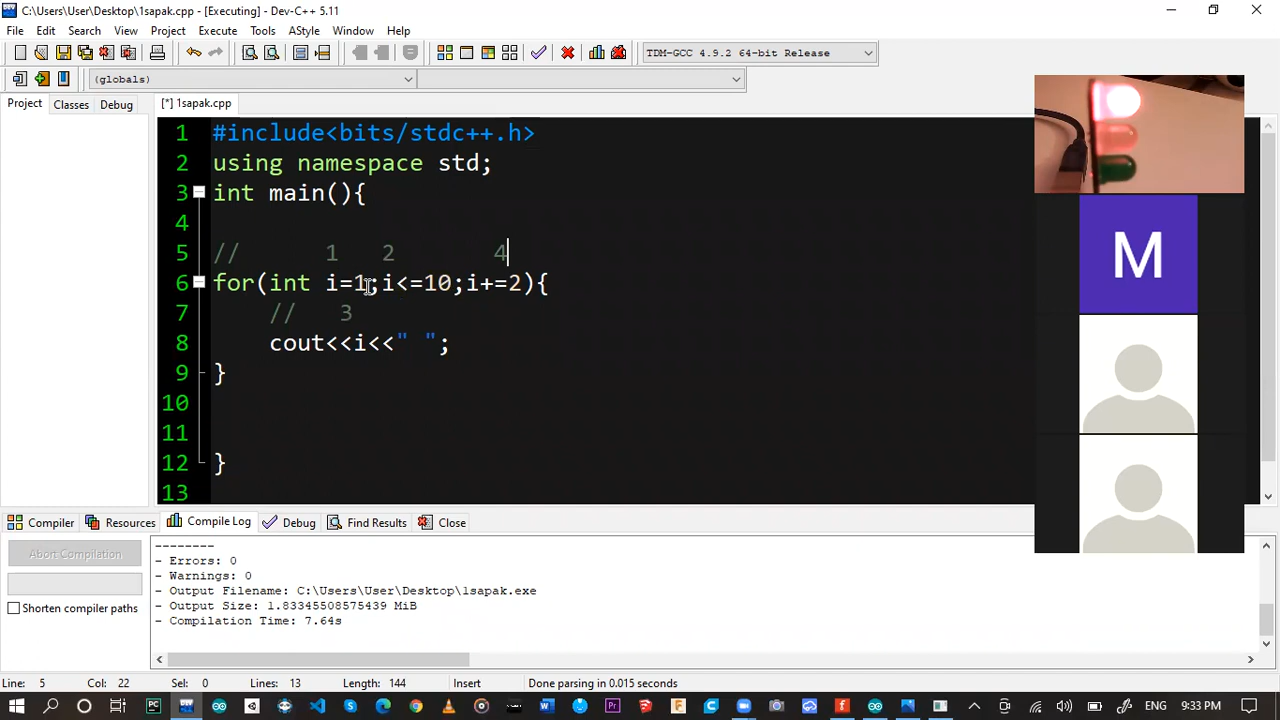 C:\Users\User\Desktop\1sapak.cpp - [Executing] - Dev-C++ 5.11
File Edit Search View Project Execute Tools AStyle Window Help
TDM-GCC 4.9.2 64-bit Release
(globals)
Project Classes Debug
[*] 1sapak.cpp
1 #include<bits/stdc++.h>
2 using namespace std;
3 int main(){
4
5 // 1 2 4
6 for(int i=1;i<=10;i+=2){
7 // 3
8 cout<<i<<" ";
9 }
10
11
12 }
13
M
Compiler Resources Compile Log Debug Find Results Close
Abort Compilation
Shorten compiler paths
--------
- Errors: 0
- Warnings: 0
- Output Filename: C:\Users\User\Desktop\1sapak.exe
- Output Size: 1.83345508575439 MiB
- Compilation Time: 7.64s
Line: 5 Col: 22 Sel: 0 Lines: 13 Length: 144 Insert Done parsing in 0.015 seconds
ENG 9:33 PM